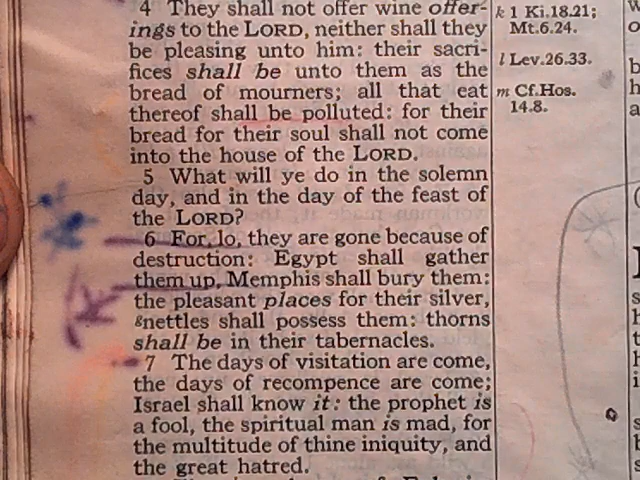 4 They shall not offer wine offer-
ings to the LORD, neither shall they
be pleasing unto him: their sacri-
fices shall be unto them as the
bread of mourners; all that eat
thereof shall be polluted: for their
bread for their soul shall not come
into the house of the LORD.
5 What will ye do in the solemn
day, and in the day of the feast of
the LORD?
6 For, lo, they are gone because of
destruction: Egypt shall gather
them up, Memphis shall bury them:
the pleasant places for their silver,
gnettles shall possess them: thorns
shall be in their tabernacles.
7 The days of visitation are come,
the days of recompence are come;
Israel shall know it: the prophet is
a fool, the spiritual man is mad, for
the multitude of thine iniquity, and
the great hatred.
k 1 Ki.18.21;
Mt.6.24.
l Lev.26.33.
m Cf.Hos.
14.8.